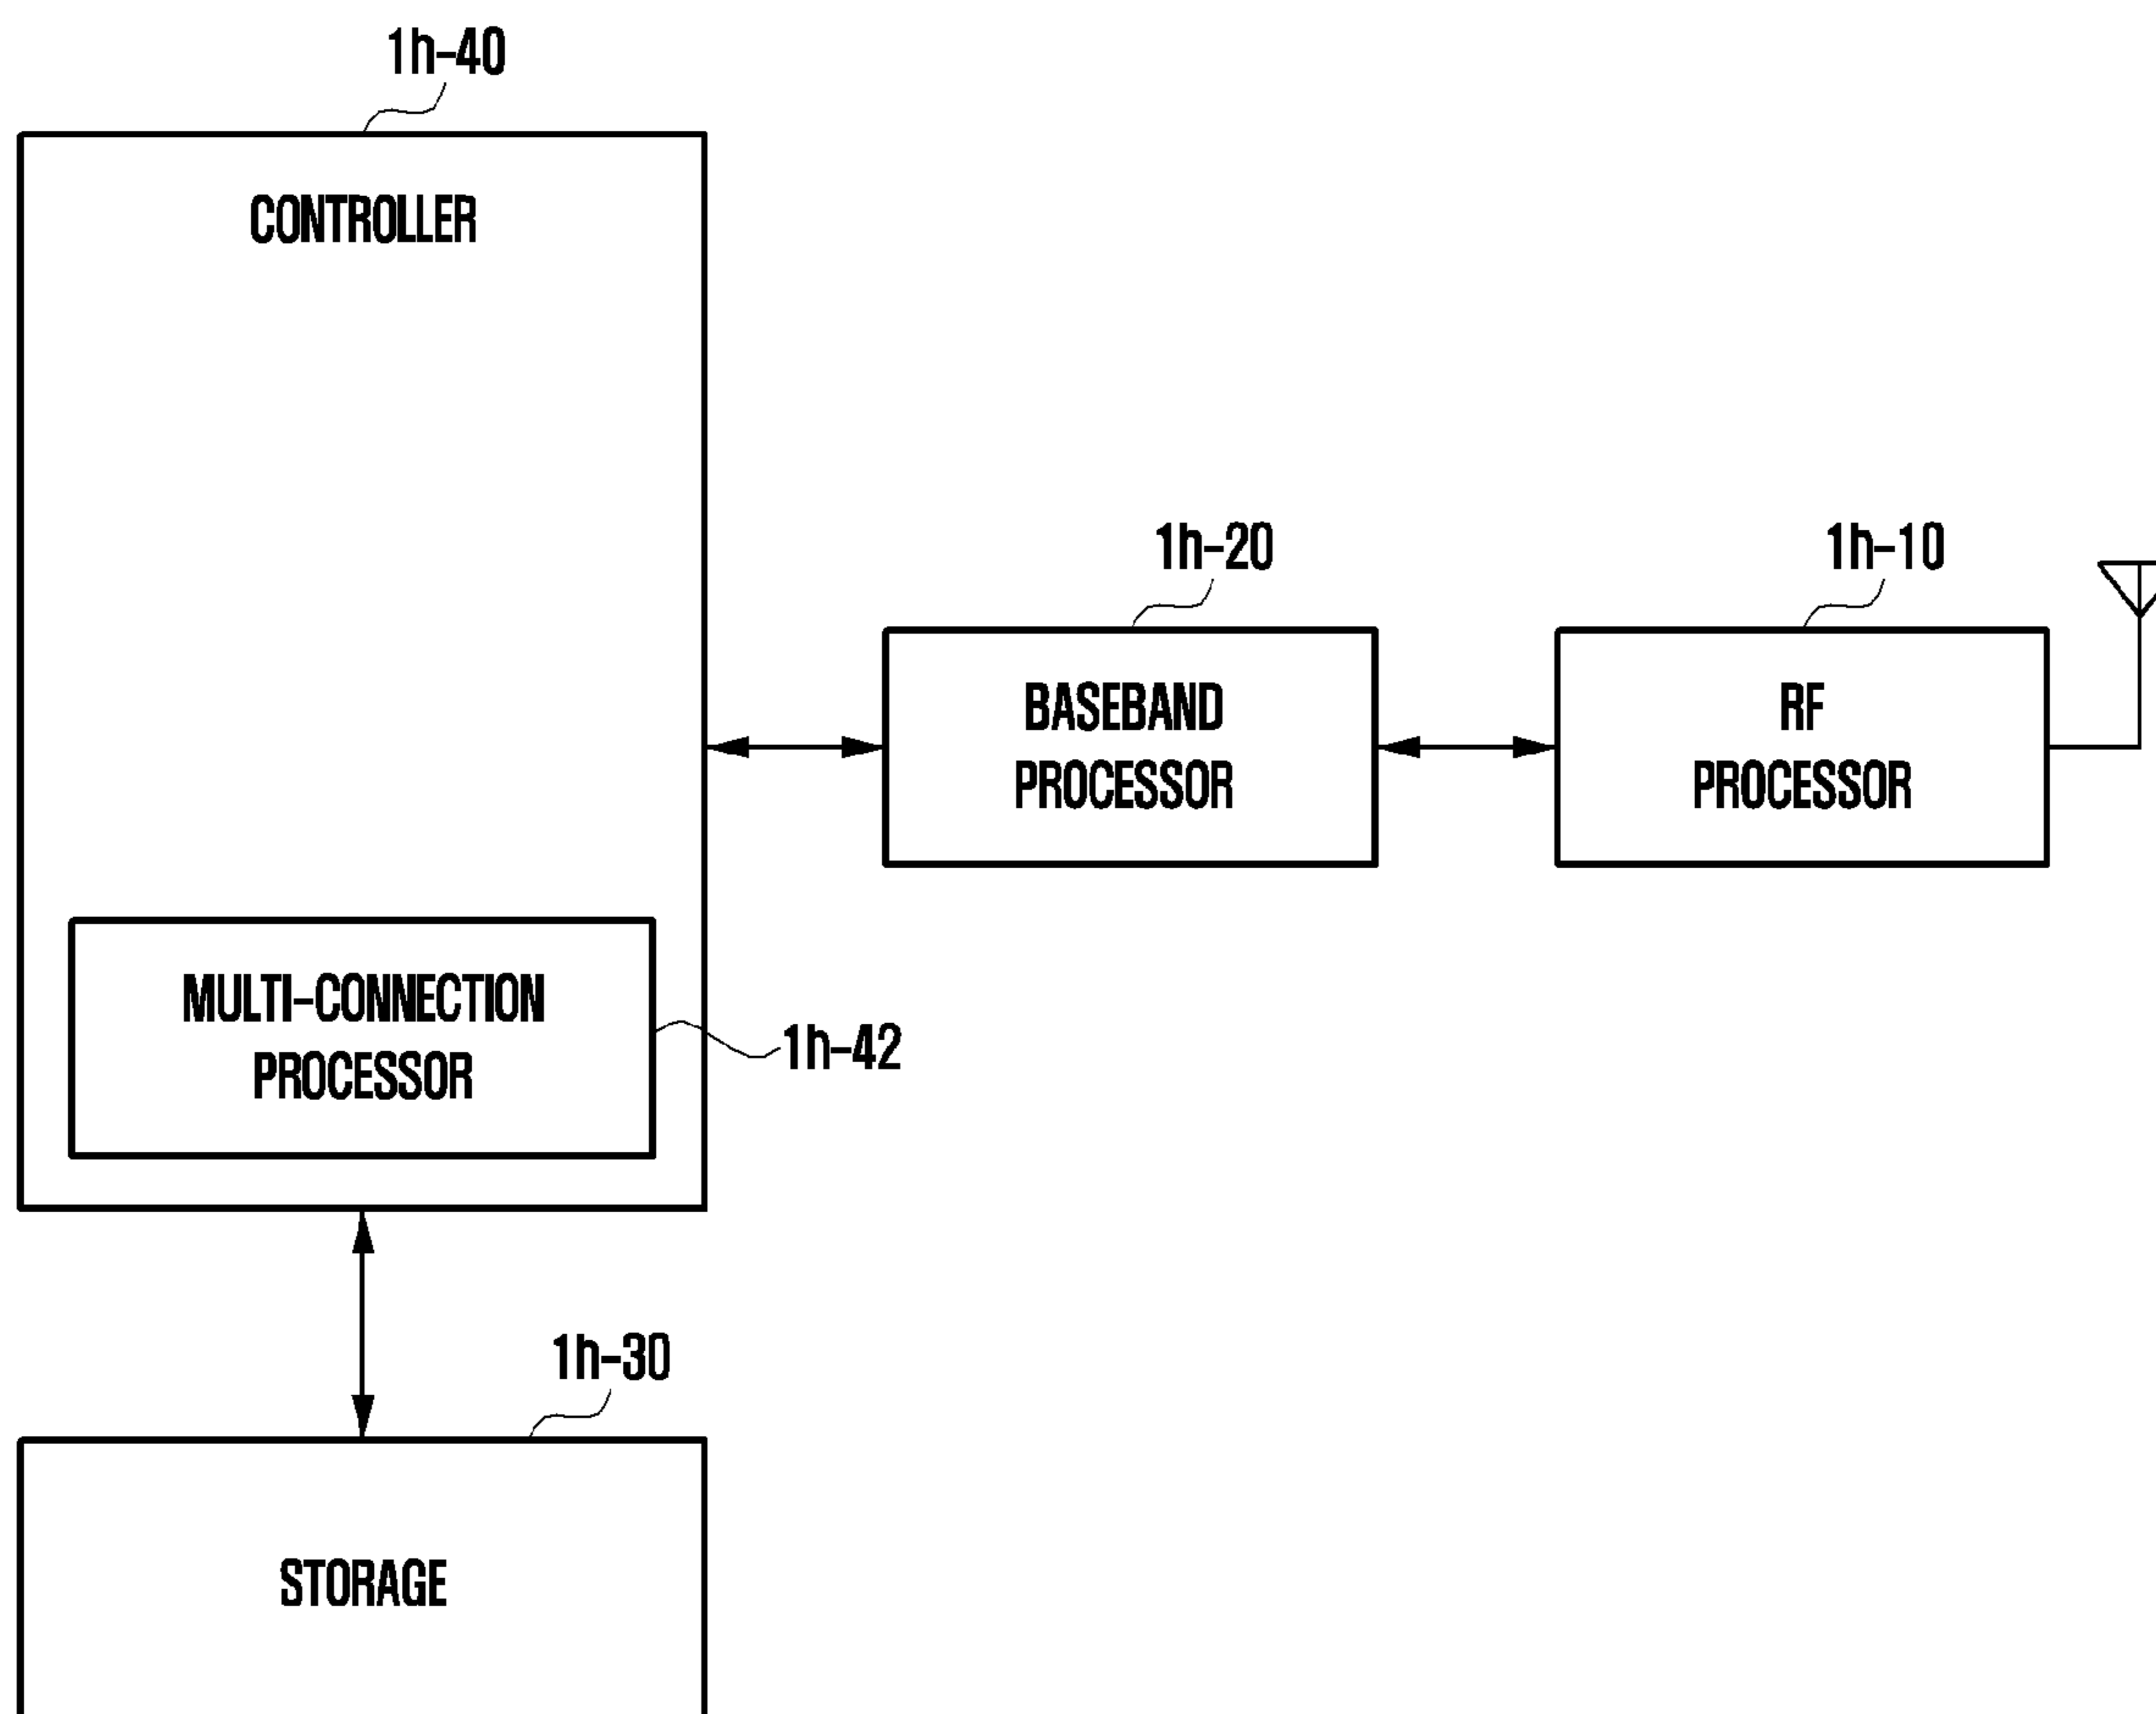 1h-40
CONTROLLER
1h-20
1h-10
BASEBAND
PROCESSOR
RF
PROCESSOR
MULTI-CONNECTION
PROCESSOR
1h-42
1h-30
STORAGE